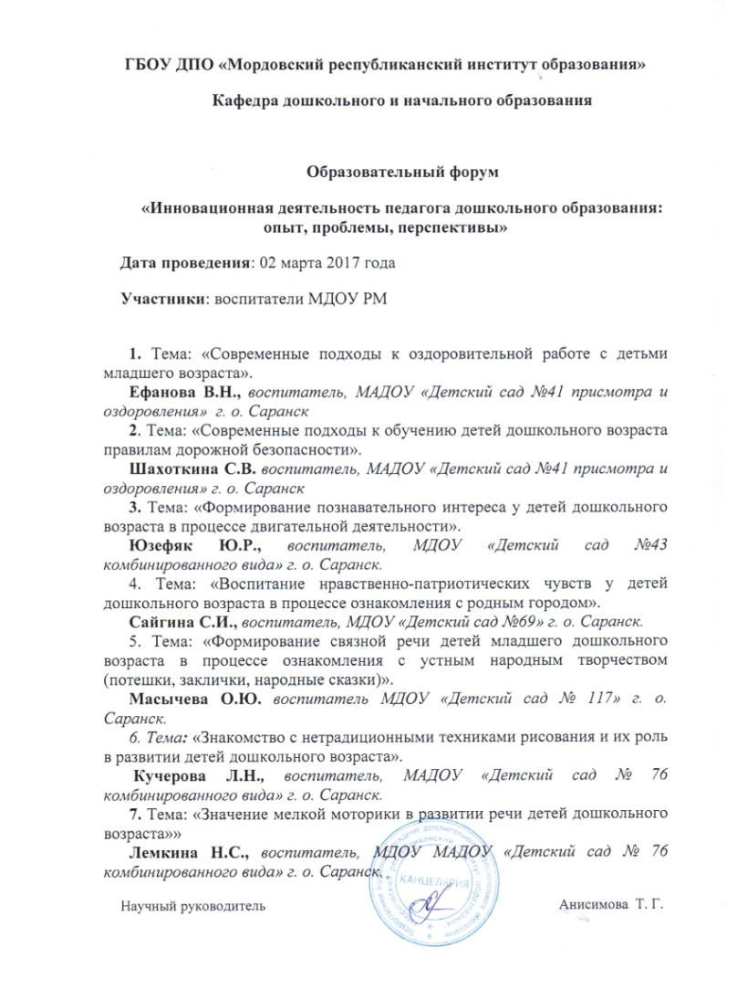 ГБОУ ДПО «Мордовский республиканский институт образования»
Кафедра дошкольного и начального образования
Образовательный форум
«Инновационная деятельность педагога дошкольного образования:
опыт, проблемы, перспективы»
Дата проведения: 02 марта 2017 года
Участники: воспитатели МДОУ РМ
1. Тема: «Современные подходы к оздоровительной работе с детьми
младшего возраста».
Ефанова В.Н., воспитатель, МАДОУ «Детский сад №41 присмотра и
оздоровления» г. о. Саранск
2. Тема: «Современные подходы к обучению детей дошкольного возраста
правилам дорожной безопасности».
Шахоткина С.В. воспитатель, МАДОУ «Детский сад №41 присмотра и
оздоровления» г. о. Саранск
3. Тема: «Формирование познавательного интереса у детей дошкольного
возраста в процессе двигательной деятельности».
Юзефяк Ю.Р., воспитатель, МДОУ «Детский сад №43
комбинированного вида» г. о. Саранск.
4. Тема: «Воспитание нравственно-патриотических чувств у детей
дошкольного возраста в процессе ознакомления с родным городом».
Сайгина С.И., воспитатель, МДОУ «Детский сад №69» г. о. Саранск.
5. Тема: «Формирование связной речи детей младшего дошкольного
возраста в процессе ознакомления с устным народным творчеством
(потешки, заклички, народные сказки)».
Масычева О.Ю. воспитатель МДОУ «Детский сад № 117» г. о.
Саранск.
6. Тема: «Знакомство с нетрадиционными техниками рисования и их роль
в развитии детей дошкольного возраста».
Кучерова Л.Н., воспитатель, МАДОУ «Детский сад № 76
комбинированного вида» г. о. Саранск.
7. Тема: «Значение мелкой моторики в развитии речи детей дошкольного
возраста»»
Лемкина Н.С., воспитатель, МДОУ МАДОУ «Детский сад № 76
комбинированного вида» г. о. Саранск.
КАНЦЕЛЯРИЯ
Научный руководитель Анисимова Т. Г.